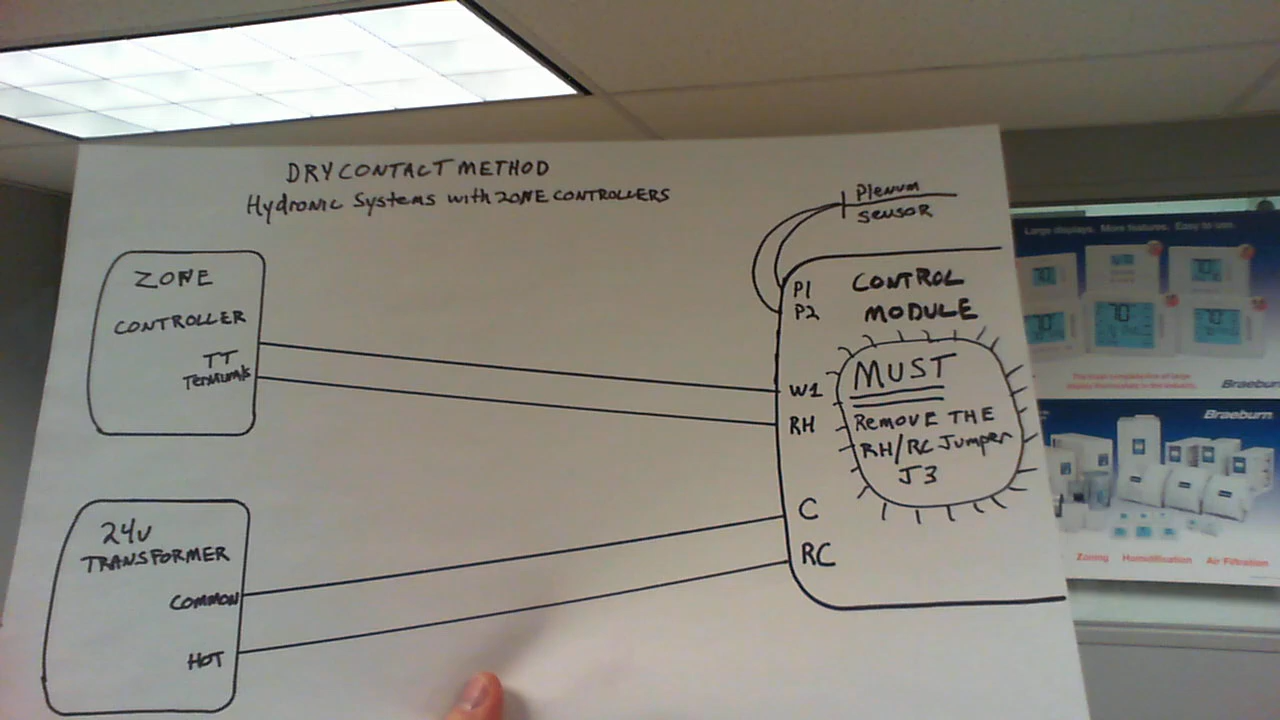 DRY CONTACT METHOD
Hydronic Systems with ZONE CONTROLLERS
Plenum
sensor
ZONE
CONTROLLER
TT
Terminals
P1
P2
CONTROL
MODULE
W1
RH
MUST
REMOVE THE
RH/RC Jumper
J3
C
RC
24v
TRANSFORMER
COMMON
HOT
Large displays. More features. Easy to use.
Braeburn
Braeburn
Zoning Humidification Air Filtration